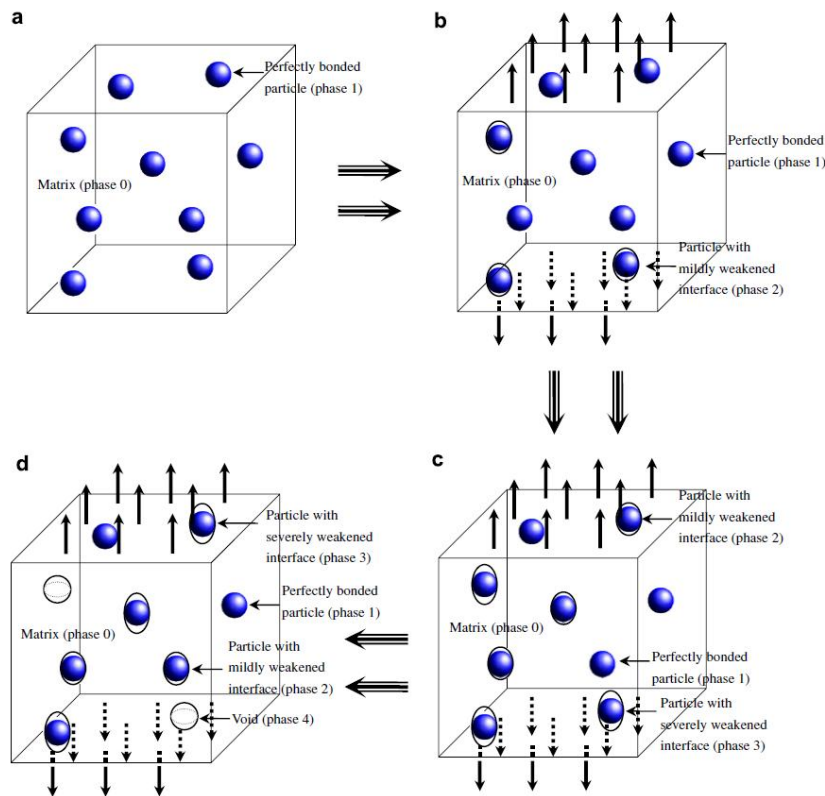 a
Perfectly bonded
particle (phase 1)
Matrix (phase 0)
b
Perfectly bonded
particle (phase 1)
Matrix (phase 0)
Particle with
mildly weakened
interface (phase 2)
d
Particle with
severely weakened
interface (phase 3)
Perfectly bonded
particle (phase 1)
Matrix (phase 0)
Particle with
mildly weakened
interface (phase 2)
Void (phase 4)
c
Particle with
mildly weakened
interface (phase 2)
Matrix (phase 0)
Perfectly bonded
particle (phase 1)
Particle with
severely weakened
interface (phase 3)